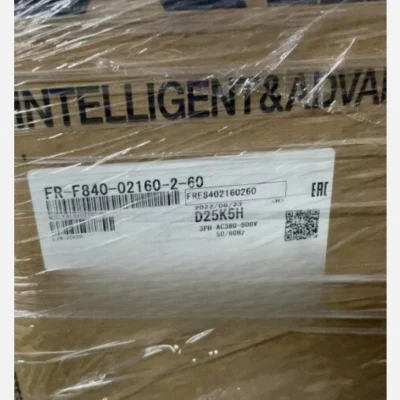 INTELLIGENT&ADVA
FR-F840-02160-2-60
FRF8402160260
2022/06/23
D25K5H
3PH AC380-500V
50/60Hz
EAC